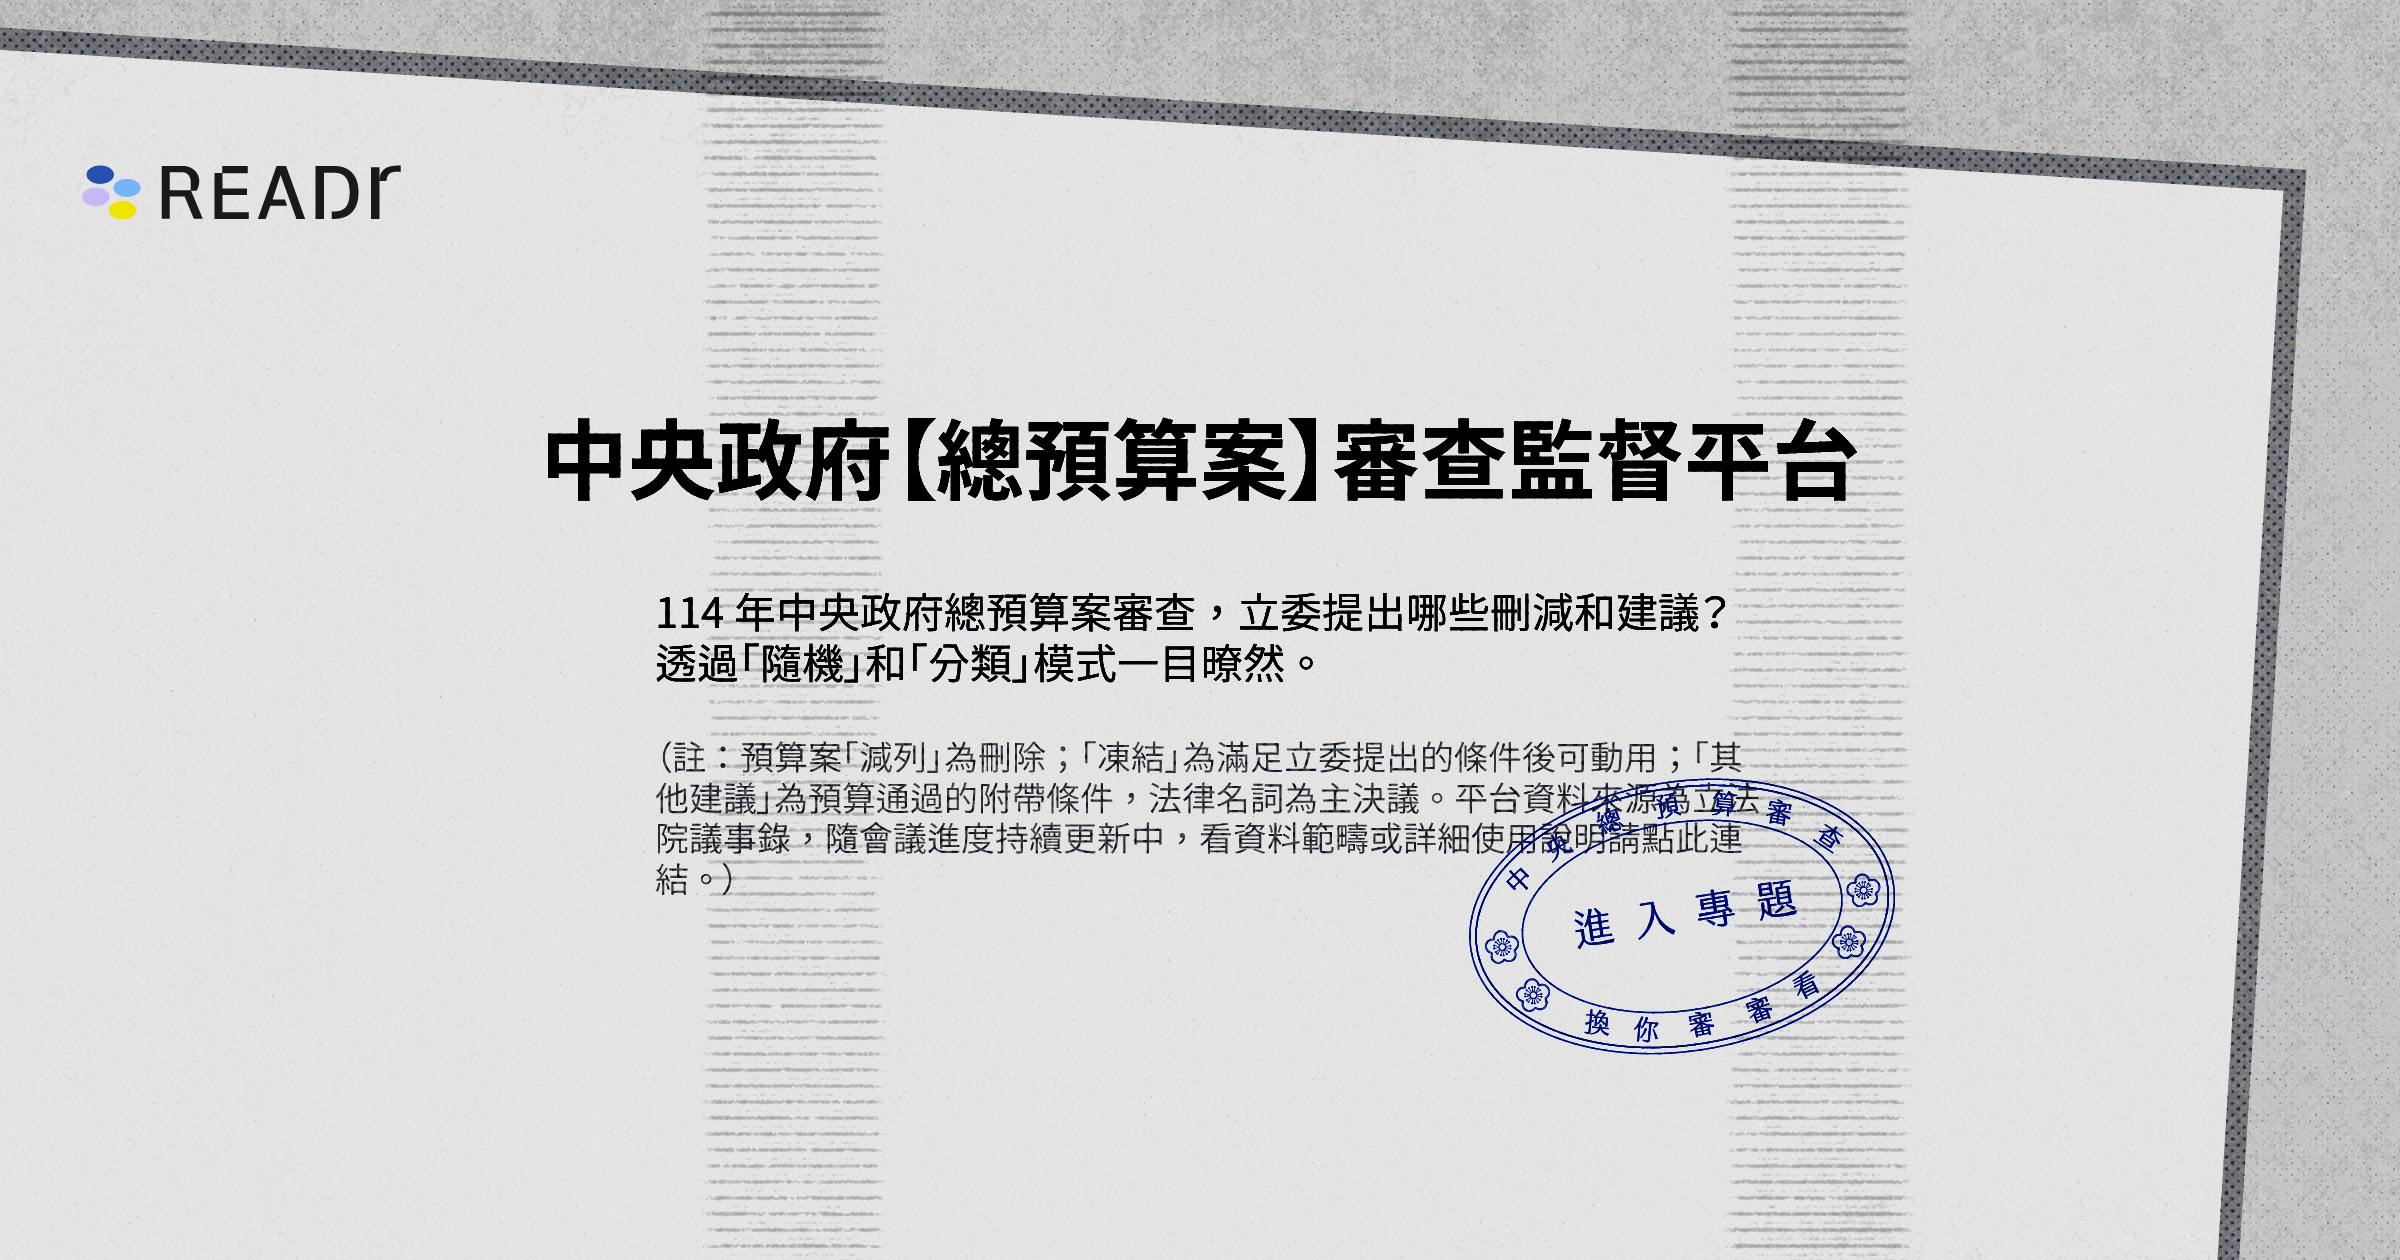 READr
中央政府【總預算案】審查監督平台
114 年中央政府總預算案審查，立委提出哪些刪減和建議？
透過「隨機」和「分類」模式一目瞭然。
（註：預算案「減列」為刪除；「凍結」為滿足立委提出的條件後可動用；「其
他建議」為預算通過的附帶條件，法律名詞為主決議。平台資料來源為立法
院議事錄，隨會議進度持續更新中，看資料範疇或詳細使用說明請點此連
結。）
中央總預算審查
進入專題
換你審審看